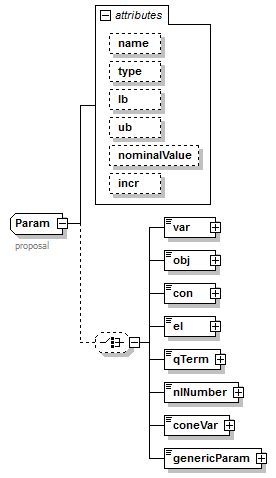 attributes
name
type
lb
ub
nominalValue
incr
Param
proposal
var
obj
con
el
qTerm
nlNumber
coneVar
genericParam